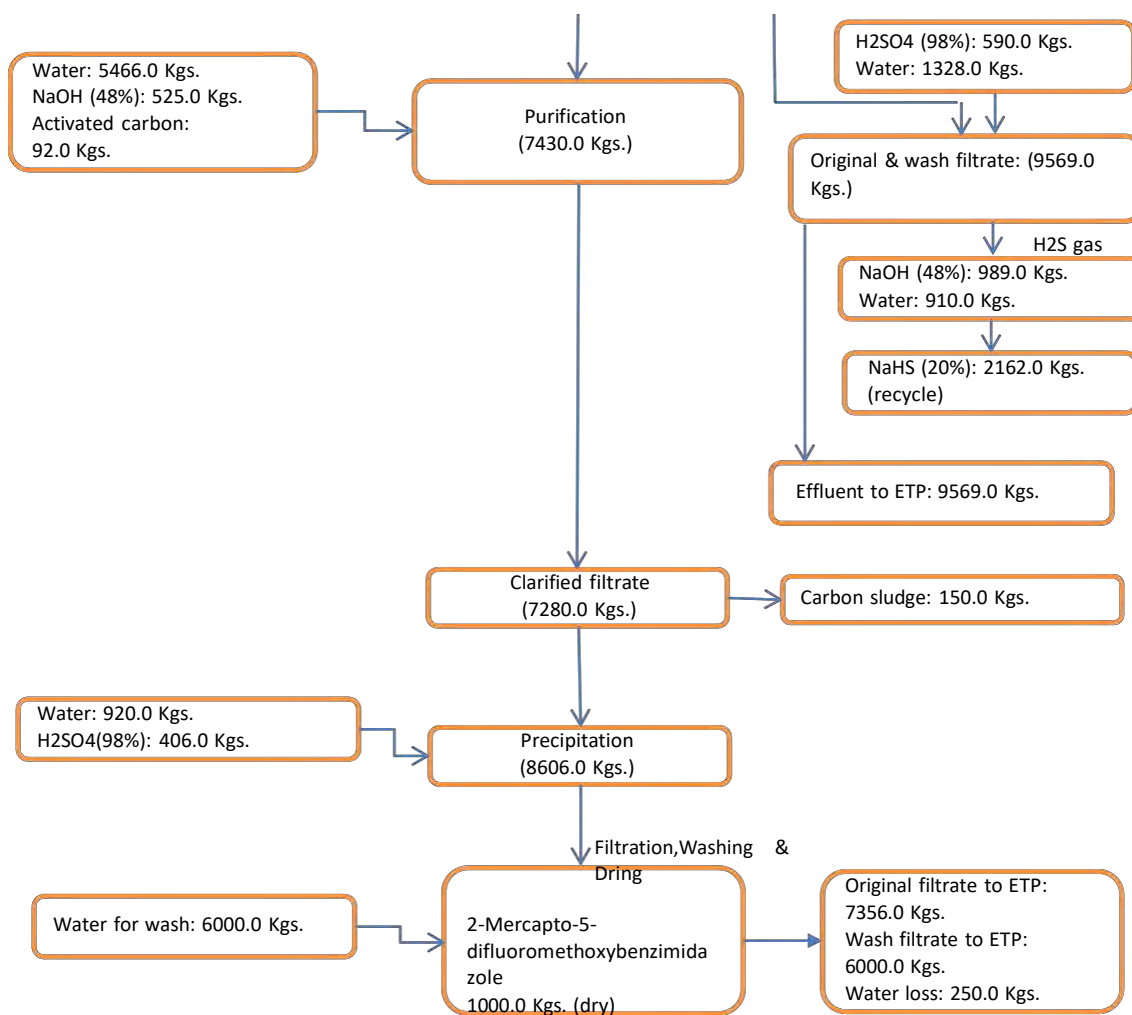 H2SO4 (98%): 590.0 Kgs.
Water: 1328.0 Kgs.
Water: 5466.0 Kgs.
NaOH (48%): 525.0 Kgs.
Activated carbon:
92.0 Kgs.
Purification
(7430.0 Kgs.)
Original & wash filtrate: (9569.0
Kgs.)
H2S gas
NaOH (48%): 989.0 Kgs.
Water: 910.0 Kgs.
NaHS (20%): 2162.0 Kgs.
(recycle)
Effluent to ETP: 9569.0 Kgs.
Clarified filtrate
(7280.0 Kgs.)
Carbon sludge: 150.0 Kgs.
Water: 920.0 Kgs.
H2SO4(98%): 406.0 Kgs.
Precipitation
(8606.0 Kgs.)
Filtration,Washing &
Dring
Water for wash: 6000.0 Kgs.
2-Mercapto-5-
difluoromethoxybenzimida
zole
1000.0 Kgs. (dry)
Original filtrate to ETP:
7356.0 Kgs.
Wash filtrate to ETP:
6000.0 Kgs.
Water loss: 250.0 Kgs.